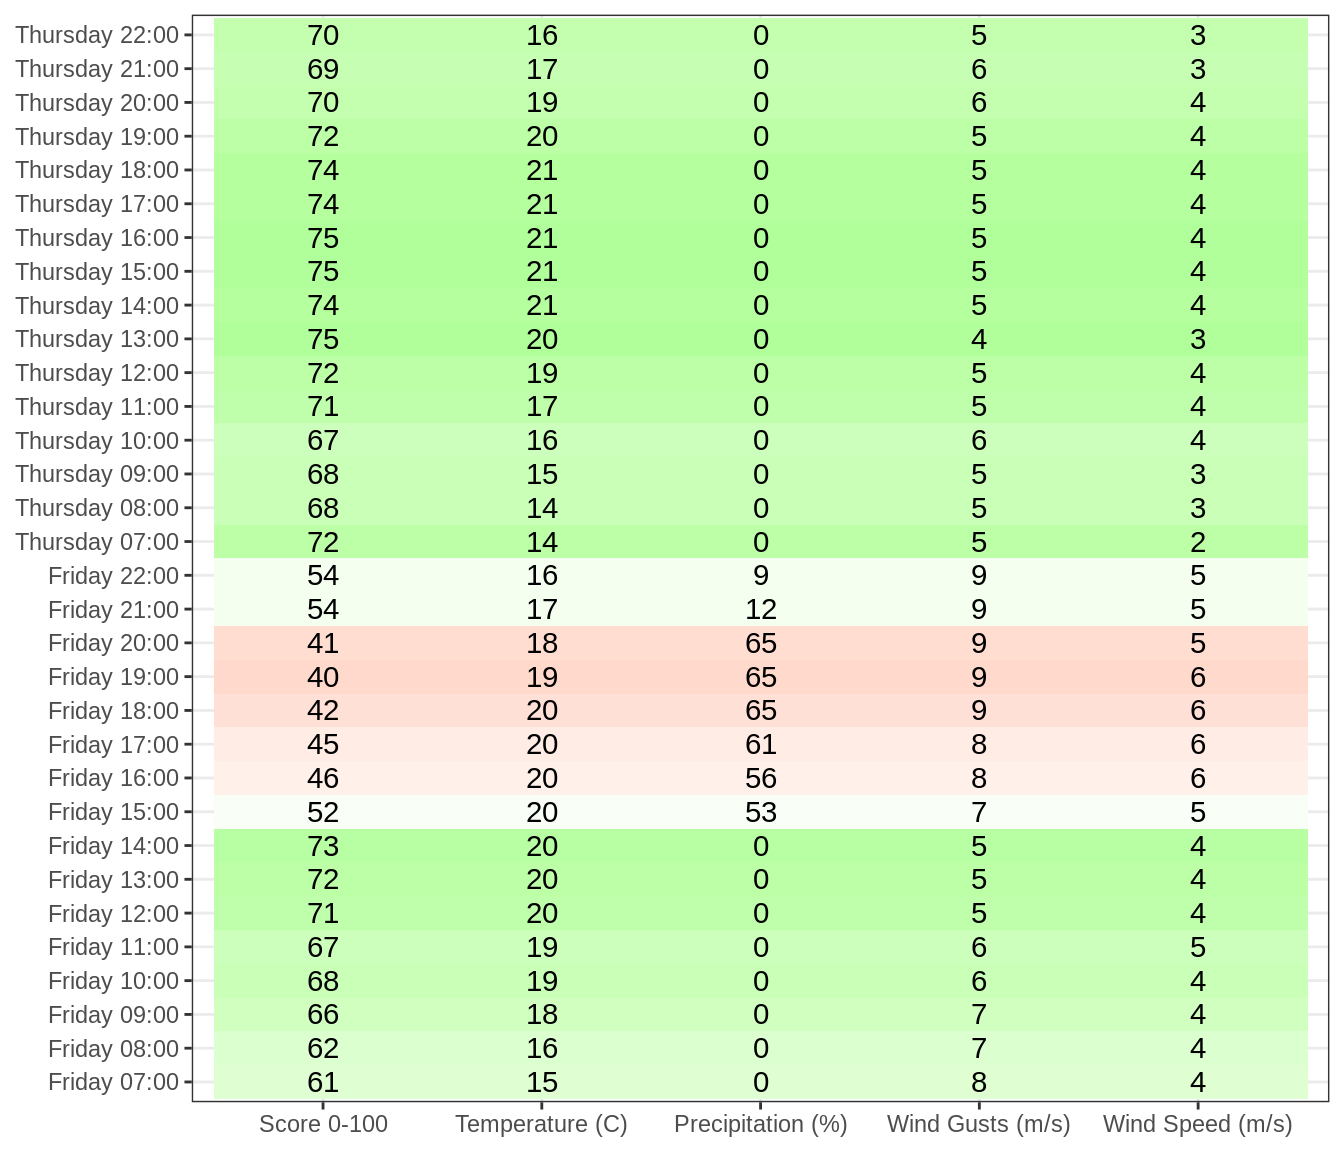 Thursday 22:00 70 16 0 5 3
Thursday 21:00 69 17 0 6 3
Thursday 20:00 70 19 0 6 4
Thursday 19:00 72 20 0 5 4
Thursday 18:00 74 21 0 5 4
Thursday 17:00 74 21 0 5 4
Thursday 16:00 75 21 0 5 4
Thursday 15:00 75 21 0 5 4
Thursday 14:00 74 21 0 5 4
Thursday 13:00 75 20 0 4 3
Thursday 12:00 72 19 0 5 4
Thursday 11:00 71 17 0 5 4
Thursday 10:00 67 16 0 6 4
Thursday 09:00 68 15 0 5 3
Thursday 08:00 68 14 0 5 3
Thursday 07:00 72 14 0 5 2
Friday 22:00 54 16 9 9 5
Friday 21:00 54 17 12 9 5
Friday 20:00 41 18 65 9 5
Friday 19:00 40 19 65 9 6
Friday 18:00 42 20 65 9 6
Friday 17:00 45 20 61 8 6
Friday 16:00 46 20 56 8 6
Friday 15:00 52 20 53 7 5
Friday 14:00 73 20 0 5 4
Friday 13:00 72 20 0 5 4
Friday 12:00 71 20 0 5 4
Friday 11:00 67 19 0 6 5
Friday 10:00 68 19 0 6 4
Friday 09:00 66 18 0 7 4
Friday 08:00 62 16 0 7 4
Friday 07:00 61 15 0 8 4
Score 0-100 Temperature (C) Precipitation (%) Wind Gusts (m/s) Wind Speed (m/s)